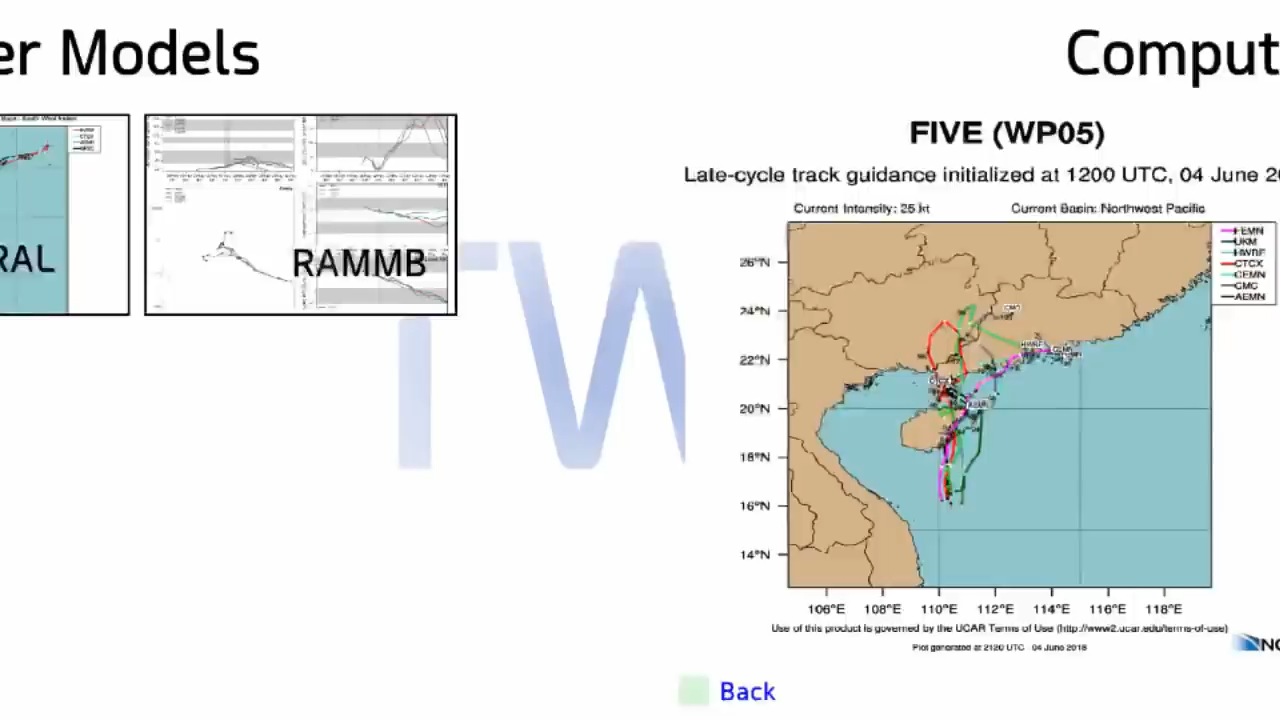 er Models
Comput
RAL
RAMMB
TW
FIVE (WP05)
Late-cycle track guidance initialized at 1200 UTC, 04 June 20
Current Intensity: 25 kt
Current Basin: Northwest Pacific
FEMN
UKM
HWRF
CTCX
CEMN
CMC
AEMN
26°N
24°N
22°N
20°N
18°N
16°N
14°N
106°E 108°E 110°E 112°E 114°E 116°E 118°E
Use of this product is governed by the UCAR Terms of Use (http://www2.ucar.edu/terms-of-use)
Plot generated at 2120 UTC 04 June 2018
NC
Back